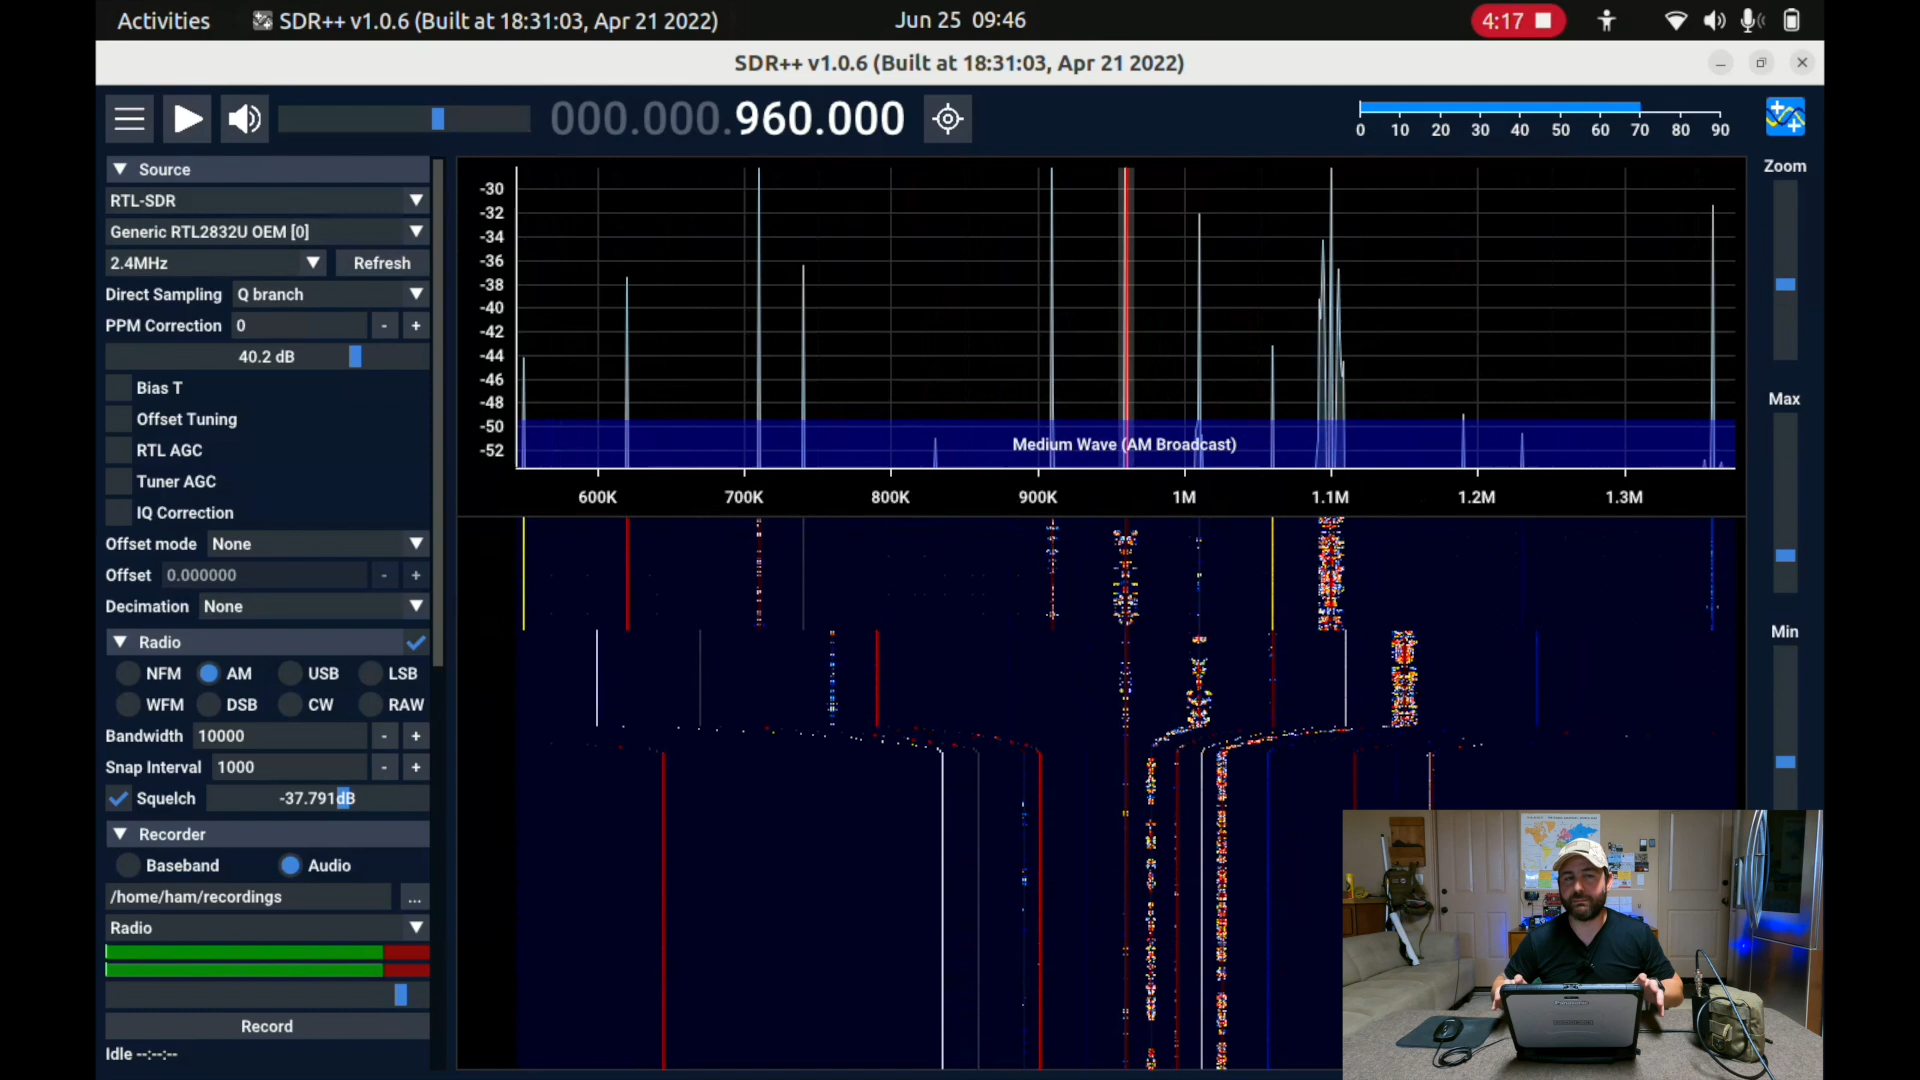 Activities
SDR++ v1.0.6 (Built at 18:31:03, Apr 21 2022)
Jun 25 09:46
4:17
SDR++ v1.0.6 (Built at 18:31:03, Apr 21 2022)
000.000.960.000
0 10 20 30 40 50 60 70 80 90
Source
RTL-SDR
Generic RTL2832U OEM [0]
2.4MHz
Refresh
Direct Sampling Q branch
PPM Correction 0 - +
40.2 dB
Bias T
Offset Tuning
RTL AGC
Tuner AGC
IQ Correction
Offset mode None
Offset 0.000000 - +
Decimation None
Radio
NFM AM USB LSB
WFM DSB CW RAW
Bandwidth 10000 - +
Snap Interval 1000 - +
Squelch -37.791dB
Recorder
Baseband Audio
/home/ham/recordings ...
Radio
Record
Idle --:--:--
-30
-32
-34
-36
-38
-40
-42
-44
-46
-48
-50
-52
Medium Wave (AM Broadcast)
600K 700K 800K 900K 1M 1.1M 1.2M 1.3M
Zoom
Max
Min